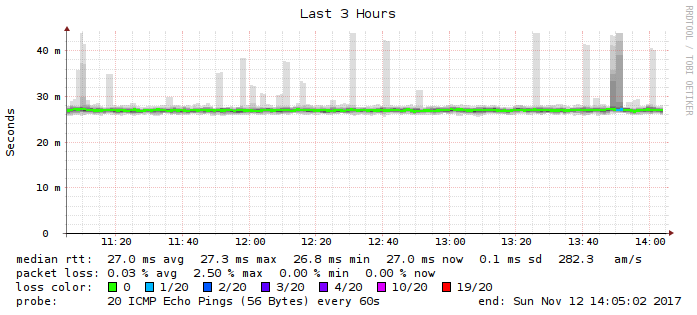 Last 3 Hours
RRDTOOL / TOBI OETIKER
Seconds
40 m
30 m
20 m
10 m
0
11:20 11:40 12:00 12:20 12:40 13:00 13:20 13:40 14:00
median rtt: 27.0 ms avg 27.3 ms max 26.8 ms min 27.0 ms now 0.1 ms sd 282.3 am/s
packet loss: 0.03 % avg 2.50 % max 0.00 % min 0.00 % now
loss color: 0 1/20 2/20 3/20 4/20 10/20 19/20
probe: 20 ICMP Echo Pings (56 Bytes) every 60s end: Sun Nov 12 14:05:02 2017